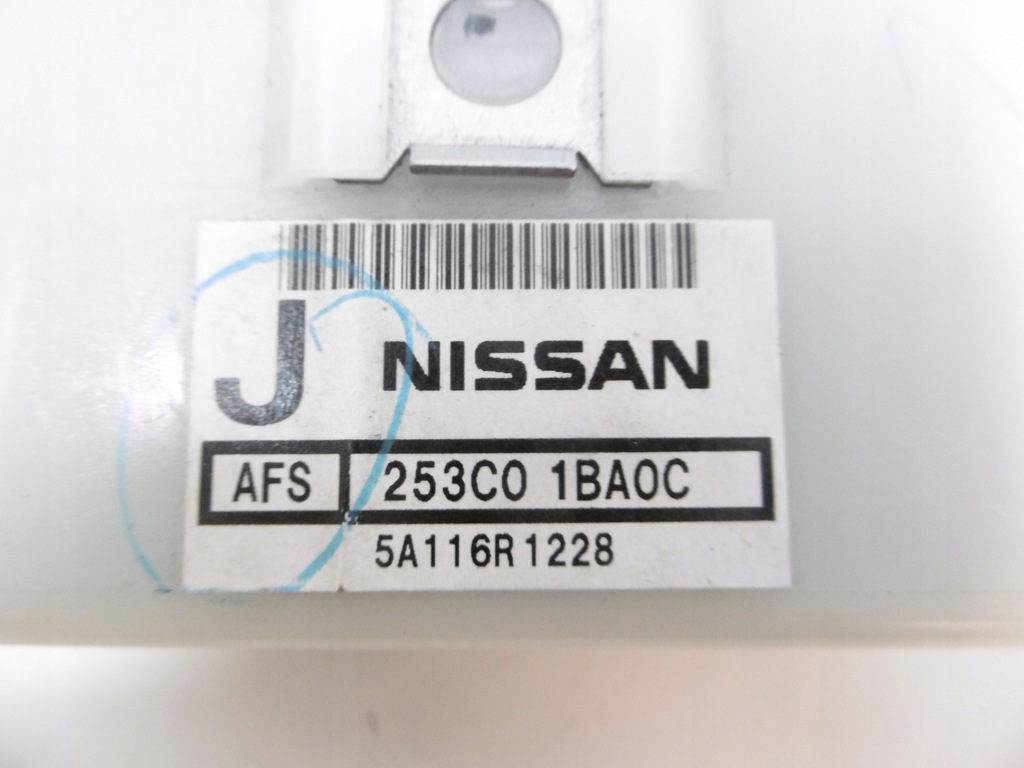 J
NISSAN
AFS 253C0 1BA0C
5A116R1228